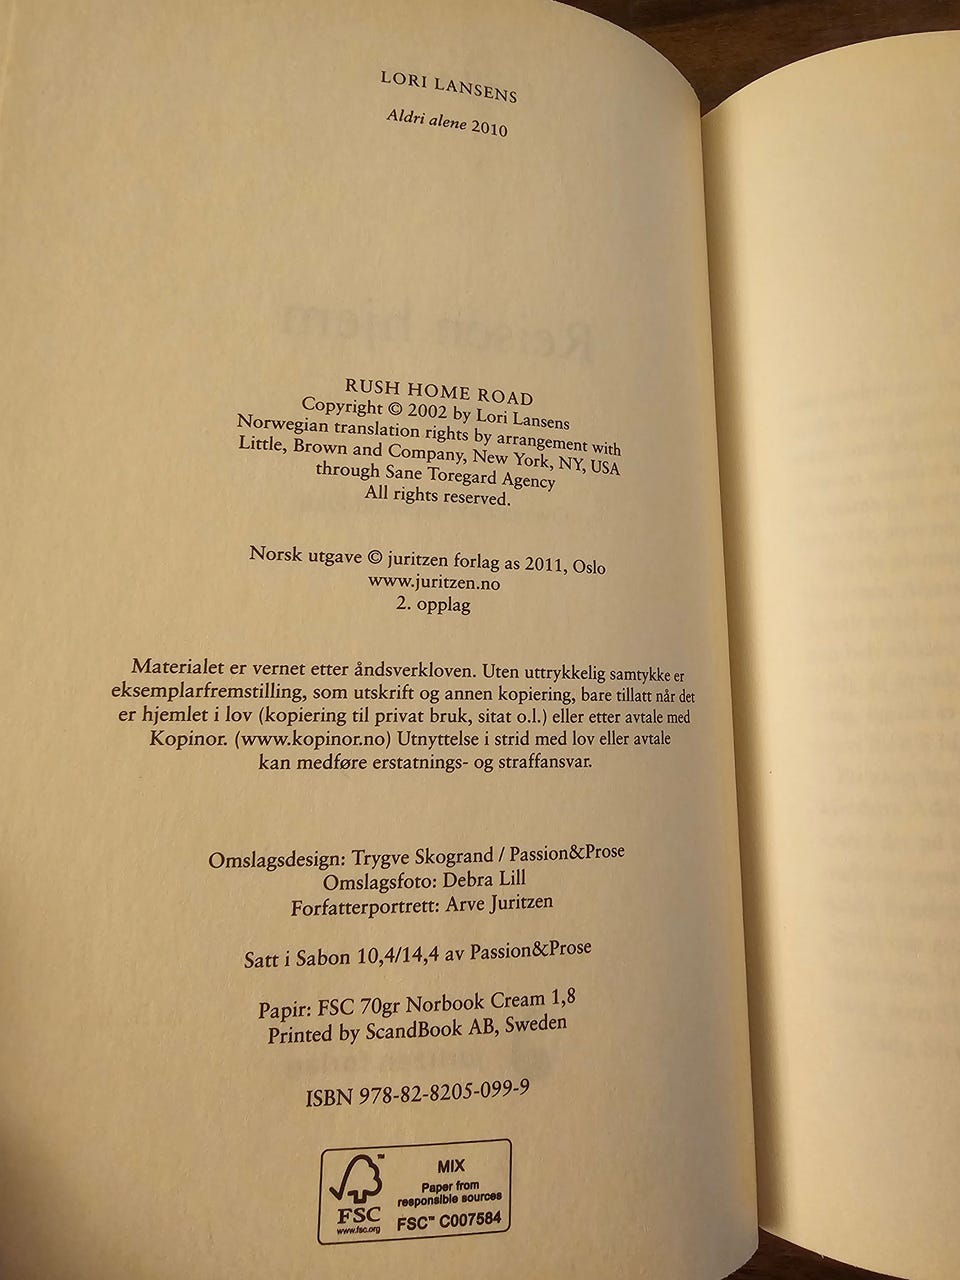 LORI LANSENS
Aldri alene 2010
Reisen hjem
RUSH HOME ROAD
Copyright © 2002 by Lori Lansens
Norwegian translation rights by arrangement with
Little, Brown and Company, New York, NY, USA
through Sane Toregard Agency
All rights reserved.
Norsk utgave © juritzen forlag as 2011, Oslo
www.juritzen.no
2. opplag
Materialet er vernet etter åndsverkloven. Uten uttrykkelig samtykke er
eksemplarfremstilling, som utskrift og annen kopiering, bare tillatt når det
er hjemlet i lov (kopiering til privat bruk, sitat o.l.) eller etter avtale med
Kopinor. (www.kopinor.no) Utnyttelse i strid med lov eller avtale
kan medføre erstatnings- og straffansvar.
Omslagsdesign: Trygve Skogrand / Passion&Prose
Omslagsfoto: Debra Lill
Forfatterportrett: Arve Juritzen
Satt i Sabon 10,4/14,4 av Passion&Prose
Papir: FSC 70gr Norbook Cream 1,8
Printed by ScandBook AB, Sweden
juritzen forlag
ISBN 978-82-8205-099-9
FSC
www.fsc.org
MIX
Paper from
responsible sources
FSC™ C007584